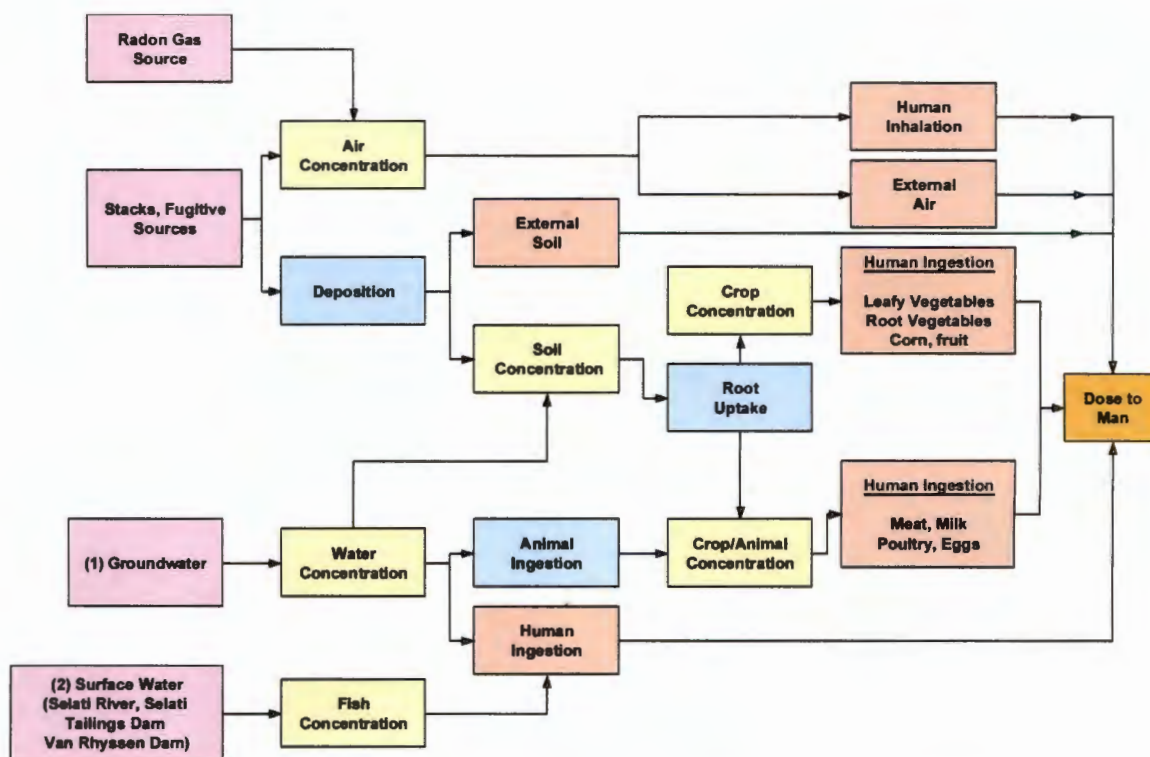 Radon Gas
Source
Air
Concentration
Human
Inhalation
Stacks, Fugitive
Sources
External
Air
External
Soil
Deposition
Human Ingestion
Leafy Vegetables
Root Vegetables
Corn, fruit
Crop
Concentration
Soil
Concentration
Root
Uptake
Dose to
Man
Human Ingestion
Meat, Milk
Poultry, Eggs
(1) Groundwater
Water
Concentration
Animal
Ingestion
Crop/Animal
Concentration
Human
Ingestion
(2) Surface Water
(Selati River, Selati
Tailings Dam
Van Rhyssen Dam)
Fish
Concentration